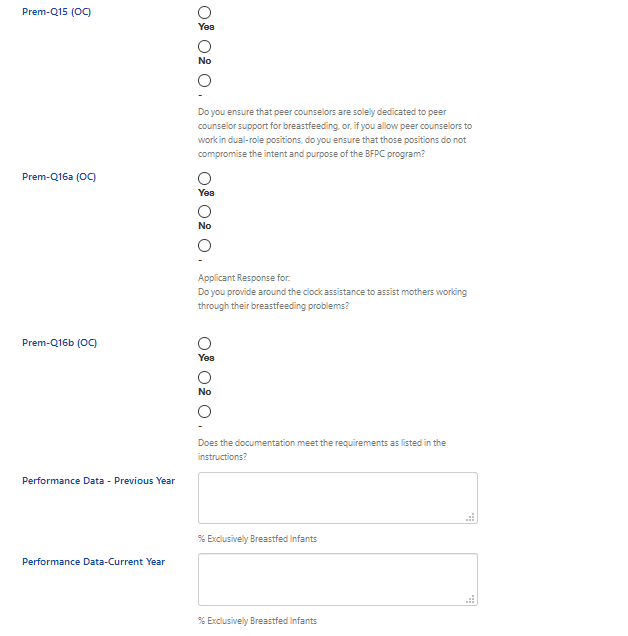 Prem-Q15 (OC)
Yes
No
-
Do you ensure that peer counselors are solely dedicated to peer
counselor support for breastfeeding, or, if you allow peer counselors to
work in dual-role positions, do you ensure that those positions do not
compromise the intent and purpose of the BFPC program?
Prem-Q16a (OC)
Yes
No
-
Applicant Response for:
Do you provide around the clock assistance to assist mothers working
through their breastfeeding problems?
Prem-Q16b (OC)
Yes
No
-
Does the documentation meet the requirements as listed in the
instructions?
Performance Data - Previous Year
% Exclusively Breastfed Infants
Performance Data-Current Year
% Exclusively Breastfed Infants